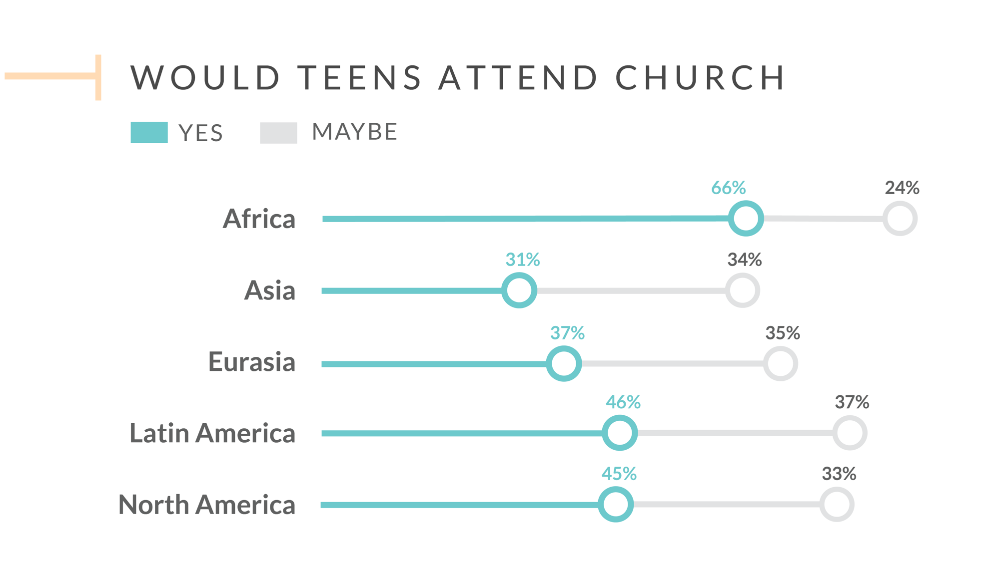 WOULD TEENS ATTEND CHURCH
YES MAYBE
66% 24%
Africa
31% 34%
Asia
37% 35%
Eurasia
46% 37%
Latin America
45% 33%
North America